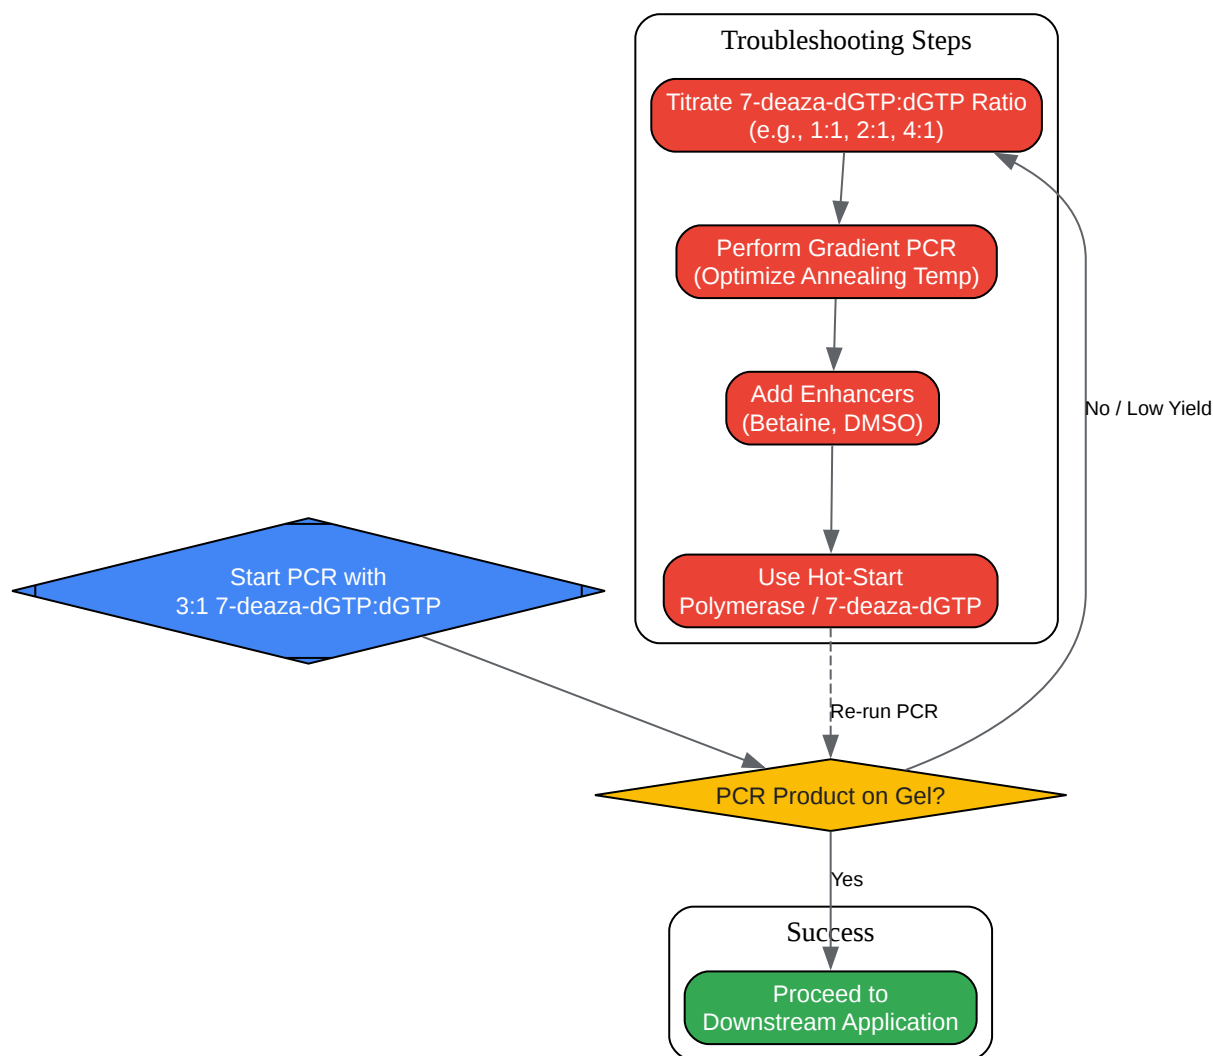 Troubleshooting Steps
Titrate 7-deaza-dGTP:dGTP Ratio
(e.g., 1:1, 2:1, 4:1)
Perform Gradient PCR
(Optimize Annealing Temp)
Add Enhancers
(Betaine, DMSO)
No / Low Yield
Use Hot-Start
Polymerase / 7-deaza-dGTP
Start PCR with
3:1 7-deaza-dGTP:dGTP
Re-run PCR
PCR Product on Gel?
Yes
Success
Proceed to
Downstream Application